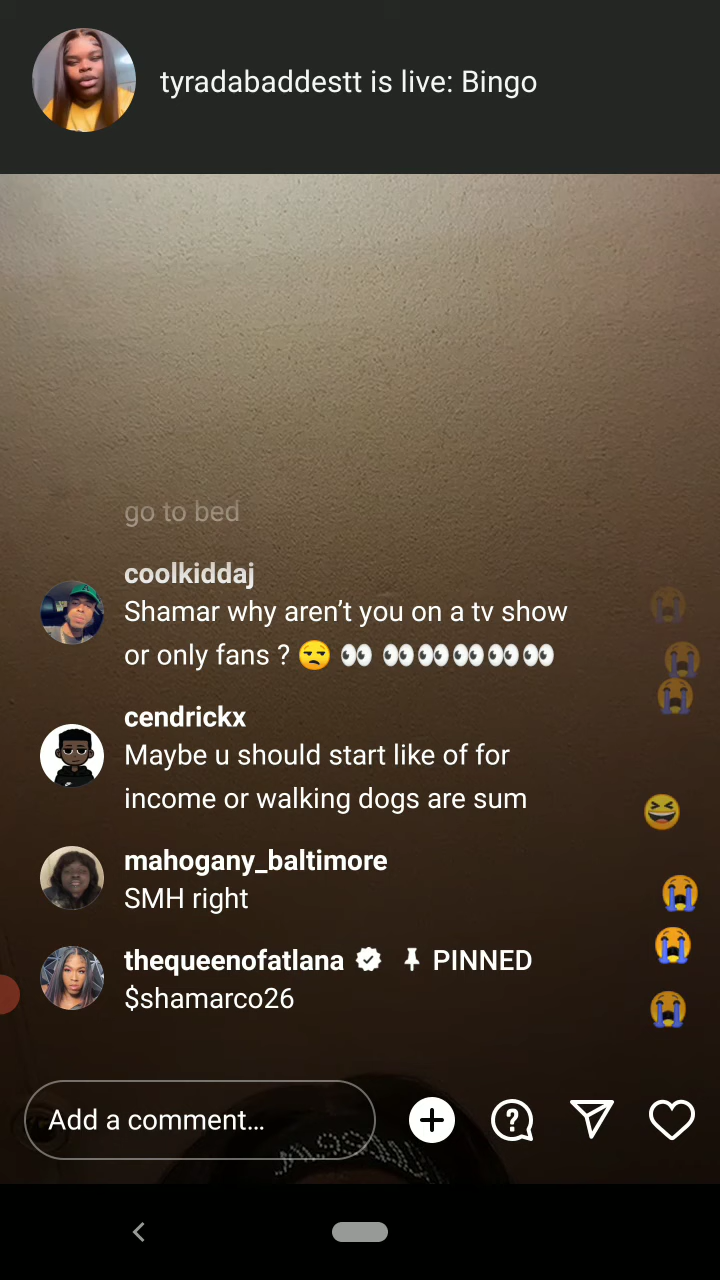 tyradabaddestt is live: Bingo
go to bed
coolkiddaj
Shamar why aren't you on a tv show
or only fans ? 😒 👀 👀👀👀👀👀
cendrickx
Maybe u should start like of for
income or walking dogs are sum
mahogany_baltimore
SMH right
thequeenofatlana PINNED
$shamarco26
Add a comment...